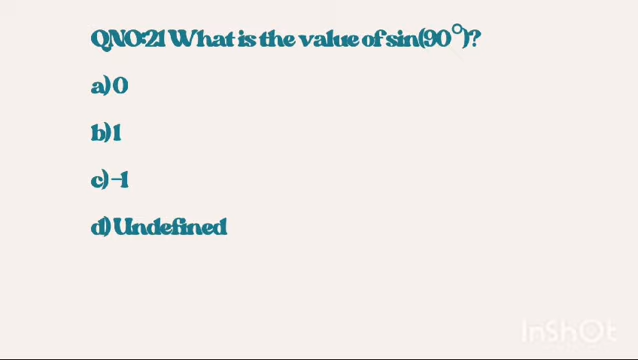 QNO:21 What is the value of sin(90°)?
a) 0
b) 1
c) -1
d) Undefined
InShOt